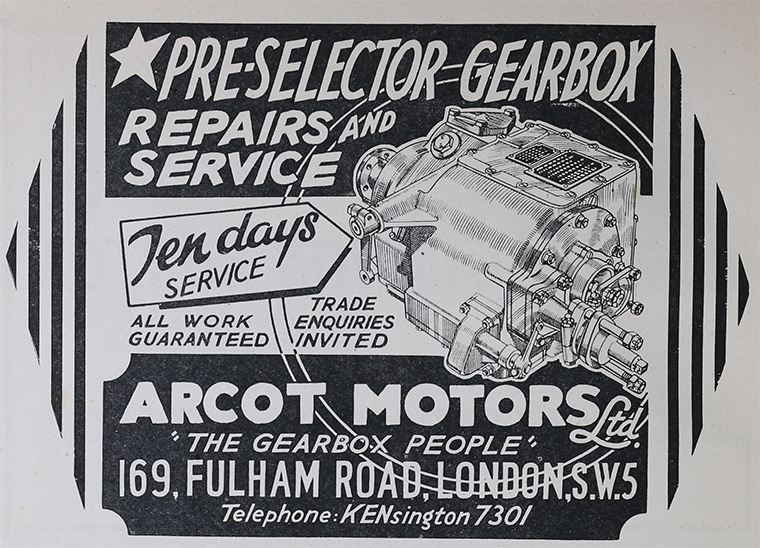 PRE-SELECTOR GEARBOX
REPAIRS AND
SERVICE
Ten days
SERVICE
ALL WORK
GUARANTEED
TRADE
ENQUIRIES
INVITED
ARCOT MOTORS Ltd.
"THE GEARBOX PEOPLE"
169, FULHAM ROAD, LONDON, S.W.5
Telephone: KENsington 7301